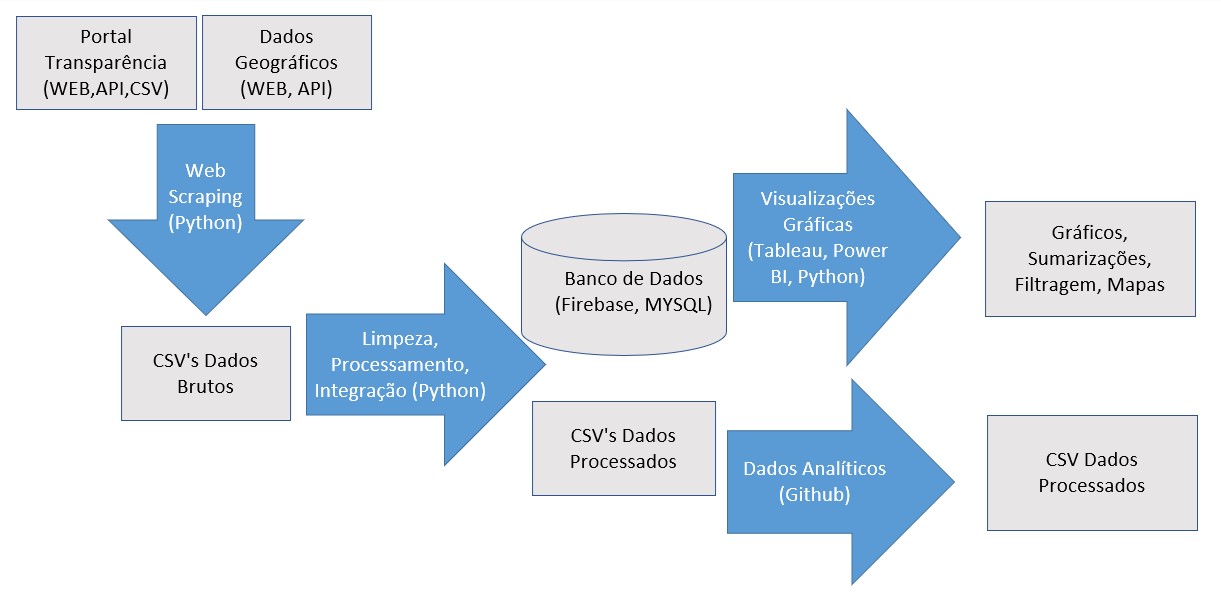 Portal
Transparência
(WEB,API,CSV)
Dados
Geográficos
(WEB, API)
Web
Scraping
(Python)
CSV's Dados
Brutos
Limpeza,
Processamento,
Integração (Python)
Banco de Dados
(Firebase, MYSQL)
CSV's Dados
Processados
Visualizações
Gráficas
(Tableau, Power
BI, Python)
Gráficos,
Sumarizações,
Filtragem, Mapas
Dados Analíticos
(Github)
CSV Dados
Processados